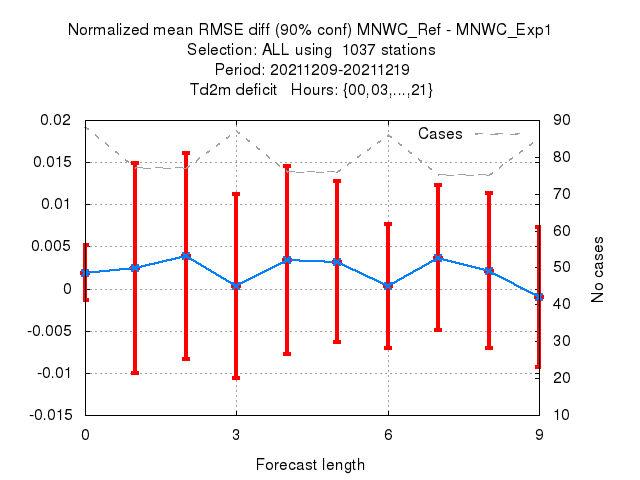 Normalized mean RMSE diff (90% conf) MNWC_Ref - MNWC_Exp1
Selection: ALL using  1037 stations
Period: 20211209-20211219
Td2m deficit   Hours: {00,03,...,21}
Cases
0.02
0.015
0.01
0.005
0
-0.005
-0.01
-0.015
90
80
70
60
50
40
30
20
10
No cases
0 3 6 9
Forecast length